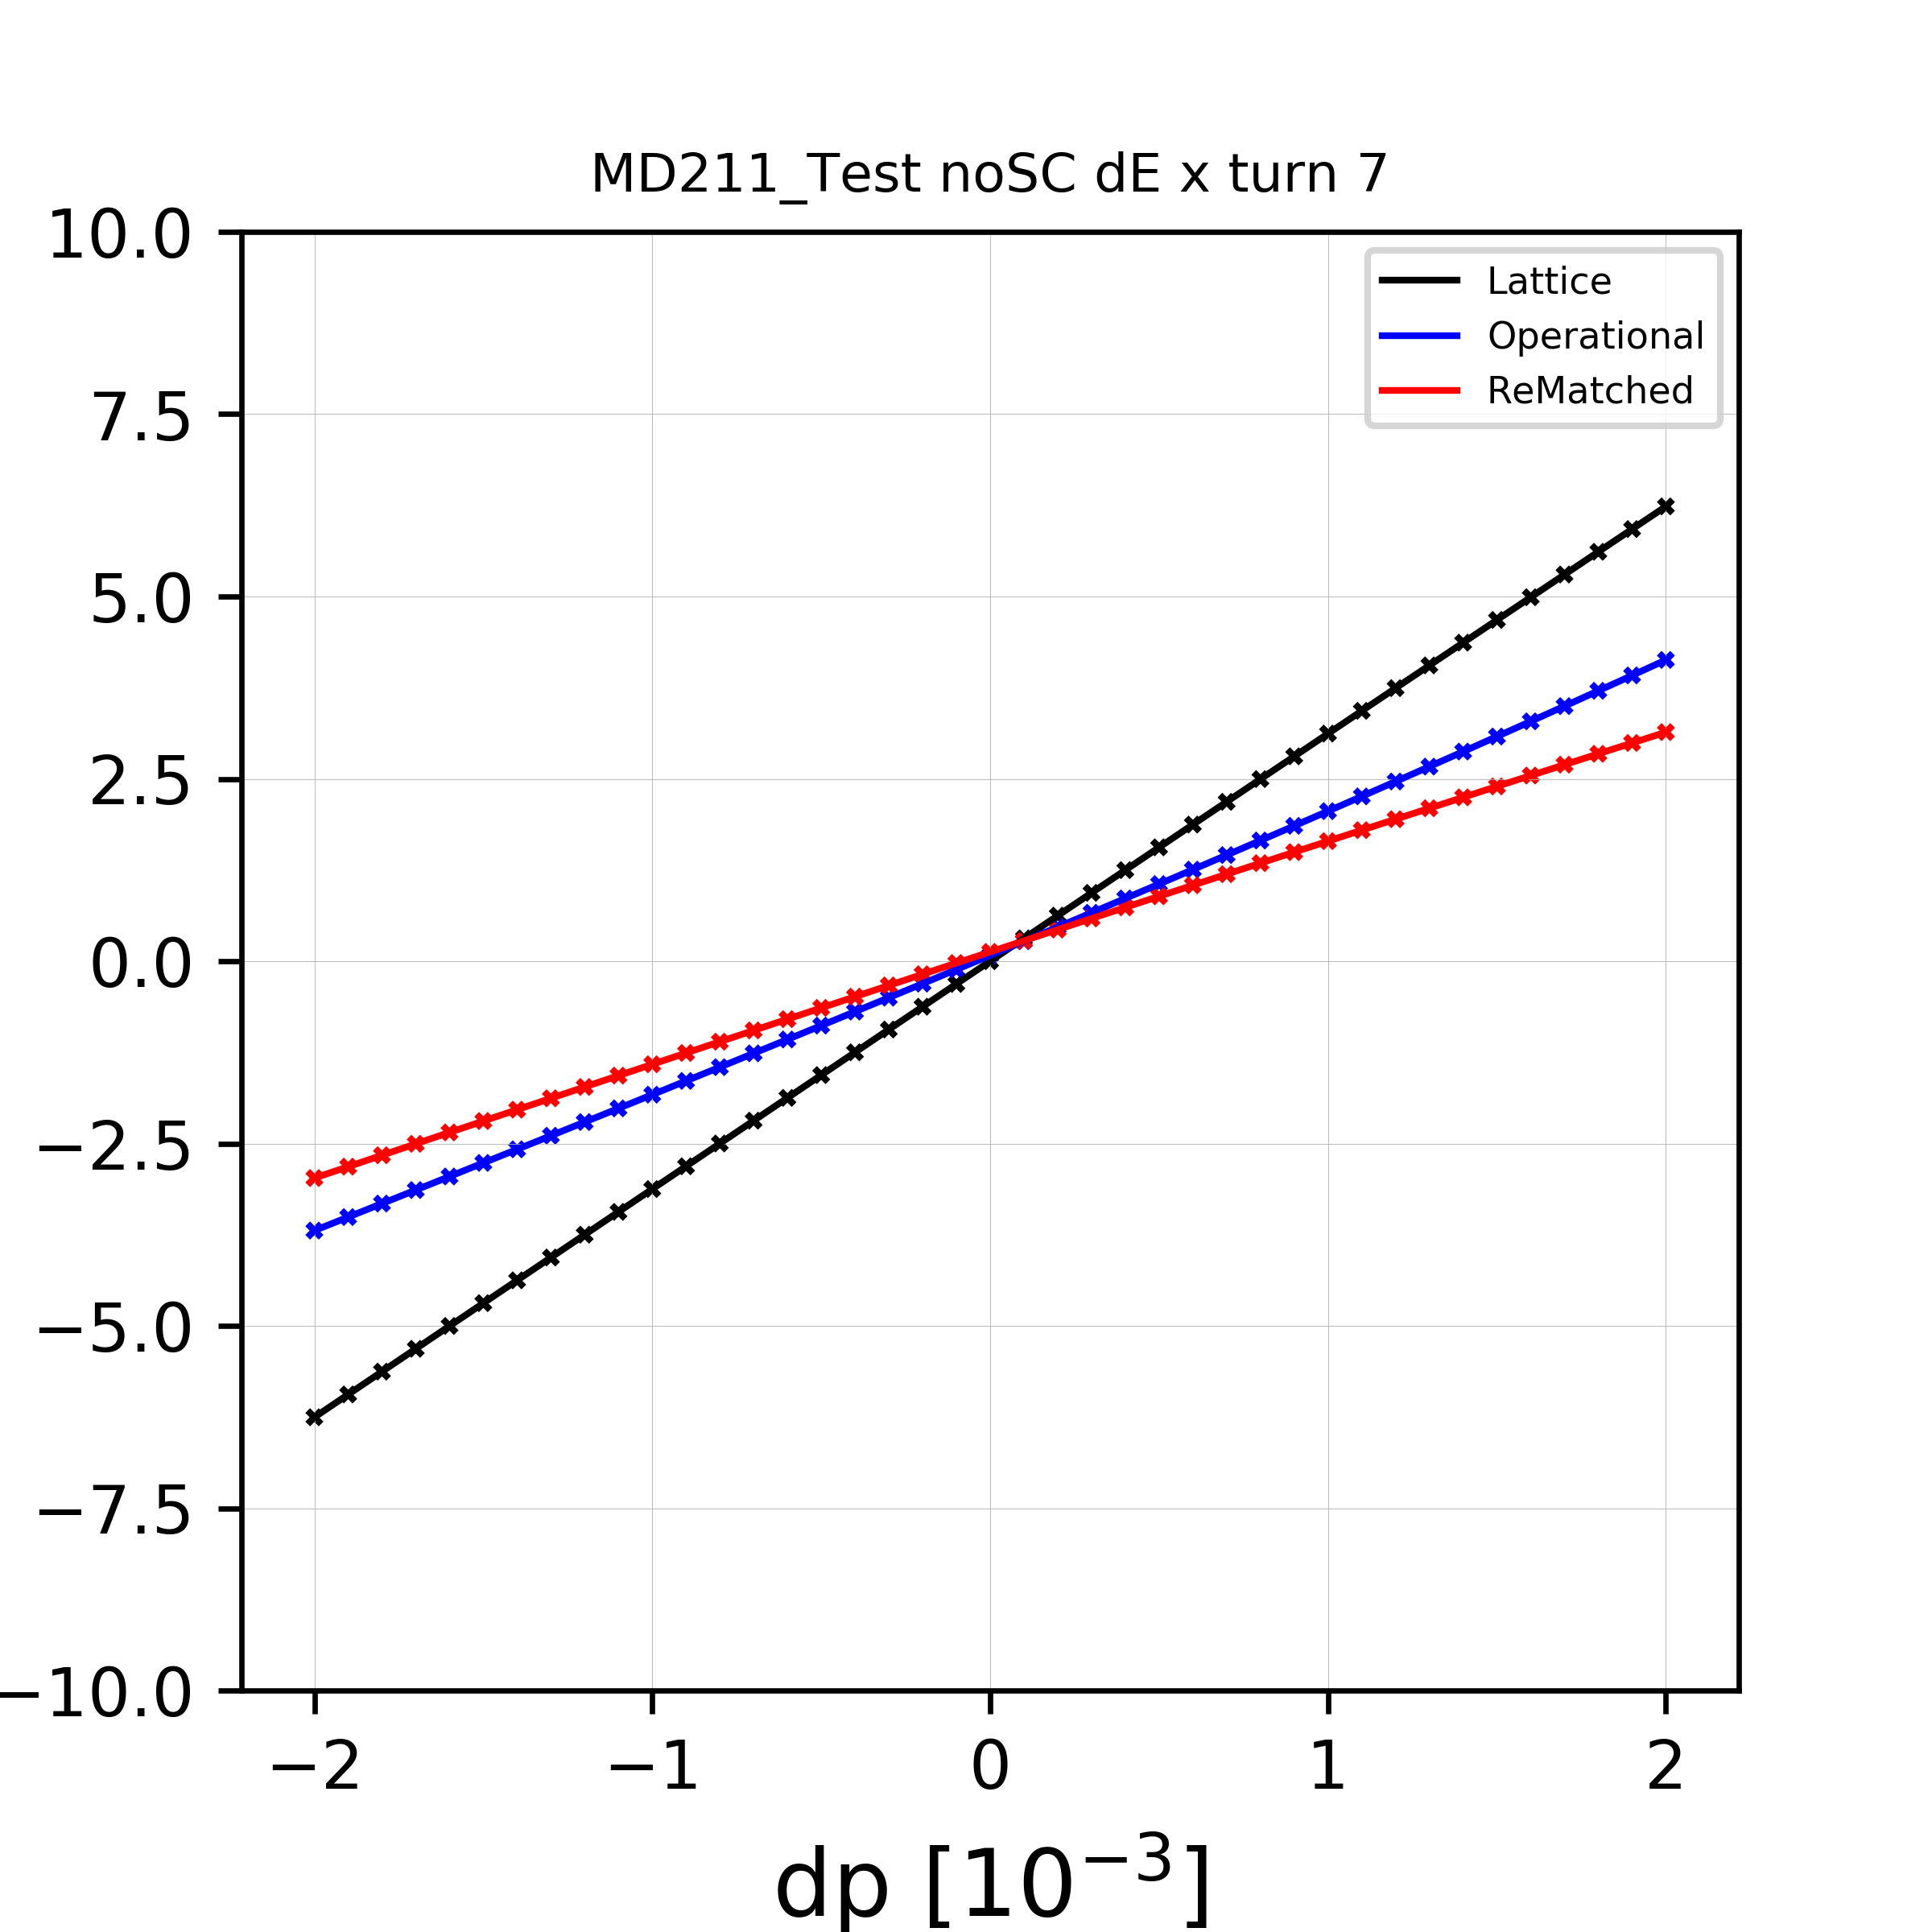 MD211_Test noSC dE x turn 7
10.0
7.5
5.0
2.5
0.0
−2.5
−5.0
−7.5
−10.0
Lattice
Operational
ReMatched
−2 −1 0 1 2
dp [10⁻³]